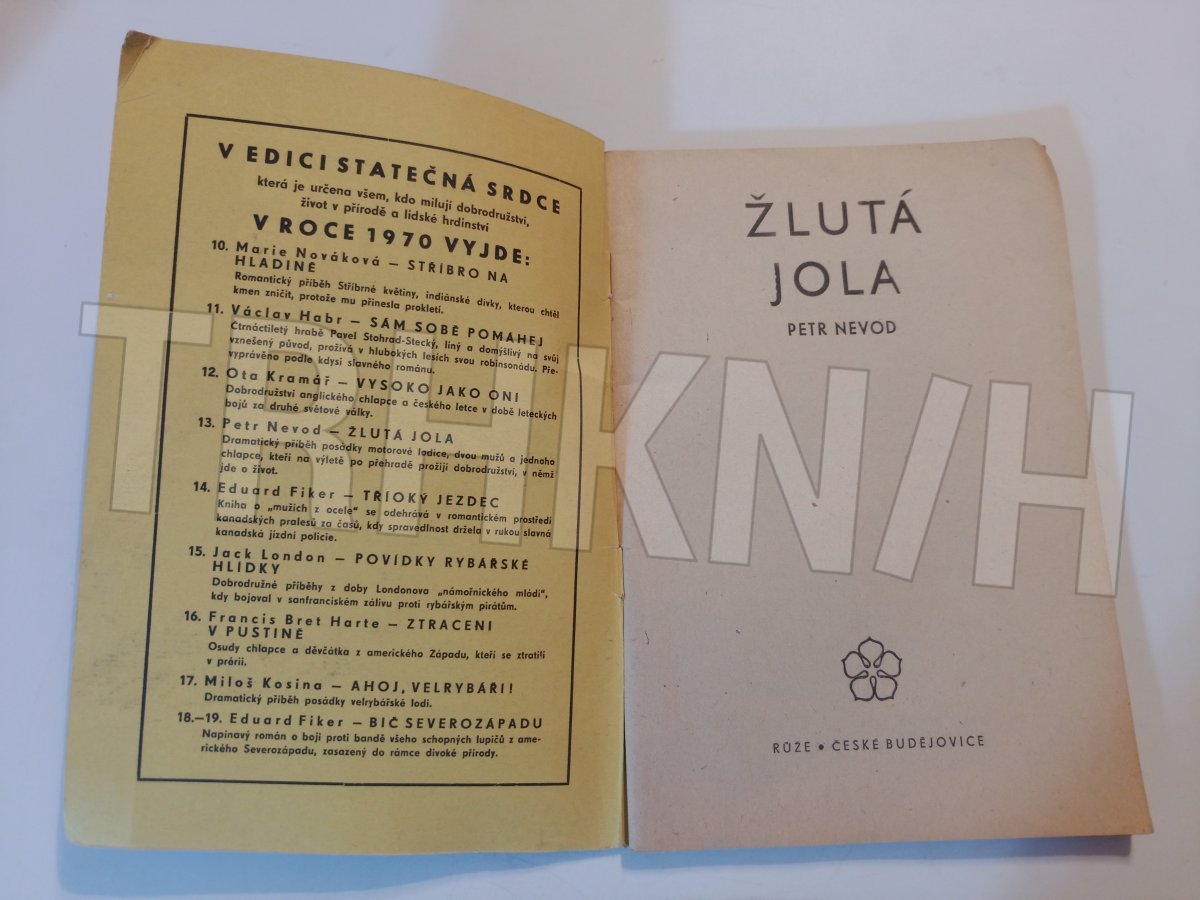 V EDICI STATEČNÁ SRDCE
která je určena všem, kdo milují dobrodružství,
život v přírodě a lidské hrdinství
V ROCE 1970 VYJDE:
10. Marie Nováková — STŘÍBRO NA
HLADINĚ
Romantický příběh Stříbrné květiny, indiánské dívky, kterou chtěl
kmen zničit, protože mu přinesla prokletí.
11. Václav Habr — SÁM SOBĚ POMÁHEJ
Čtrnáctiletý hrabě Pavel Stohrad-Stecký, líný a domýšlivý na svůj
vznešený původ, prožívá v hlubokých lesích svou robinsonádu. Pře-
vyprávěno podle kdysi slavného románu.
12. Ota Kramář — VYSOKO JAKO ONI
Dobrodružství anglického chlapce a českého letce v době leteckých
bojů za druhé světové války.
13. Petr Nevod — ŽLUTÁ JOLA
Dramatický příběh posádky motorové lodice, dvou mužů a jednoho
chlapce, kteří na výletě po přehradě prožijí dobrodružství, v němž
jde o život.
14. Eduard Fiker — TŘIOKÝ JEZDEC
Kniha o „mužích z ocele“ se odehrává v romantickém prostředí
kanadských pralesů za časů, kdy spravedlnost držela v rukou slavná
kanadská jízdní policie.
15. Jack London — POVÍDKY RYBÁŘSKÉ
HLÍDKY
Dobrodružné příběhy z doby Londonova „námořnického mládí“,
kdy bojoval v sanfranciském zálivu proti rybářským pirátům.
16. Francis Bret Harte — ZTRACENI
V PUSTINĚ
Osudy chlapce a děvčátka z amerického Západu, kteří se ztratili
v prérii.
17. Miloš Kosina — AHOJ, VELRYBÁŘI!
Dramatický příběh posádky velrybářské lodi.
18.—19. Eduard Fiker — BIČ SEVEROZÁPADU
Napínavý román o boji proti bandě všeho schopných lupičů z ame-
rického Severozápadu, zasazený do rámce divoké přírody.
ŽLUTÁ
JOLA
PETR NEVOD
RŮŽE • ČESKÉ BUDĚJOVICE
TRHKN/H